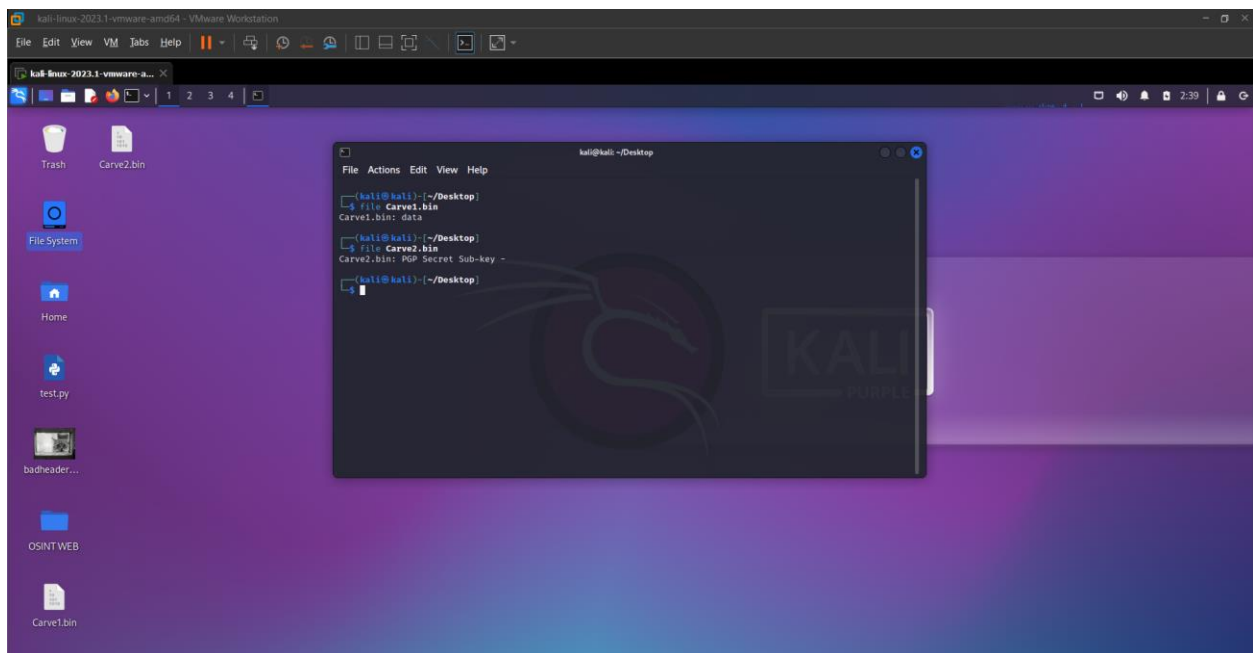 kali-linux-2023.1-vmware-amd64 - VMware Workstation
File Edit View VM Tabs Help
kali-linux-2023.1-vmware-a...
1 2 3 4
2:39
Trash
Carve2.bin
File System
Home
test.py
badheader...
OSINT WEB
Carve1.bin
kali@kali: ~/Desktop
File Actions Edit View Help
(kali㉿kali)-[~/Desktop]
$ file Carve1.bin
Carve1.bin: data
(kali㉿kali)-[~/Desktop]
$ file Carve2.bin
Carve2.bin: PGP Secret Sub-key -
(kali㉿kali)-[~/Desktop]
$
KALI
PURPLE